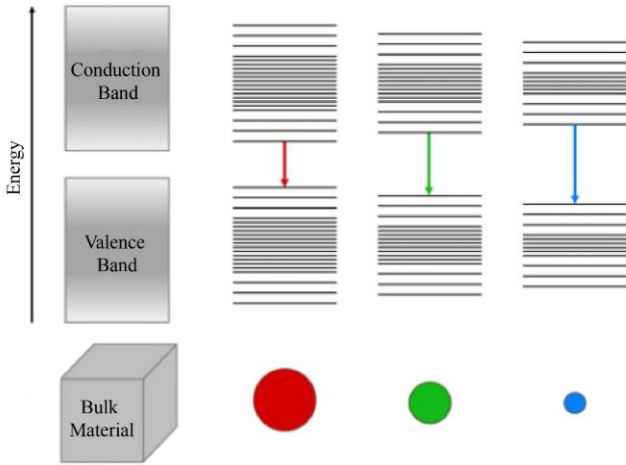 Energy
Conduction
Band
Valence
Band
Bulk
Material